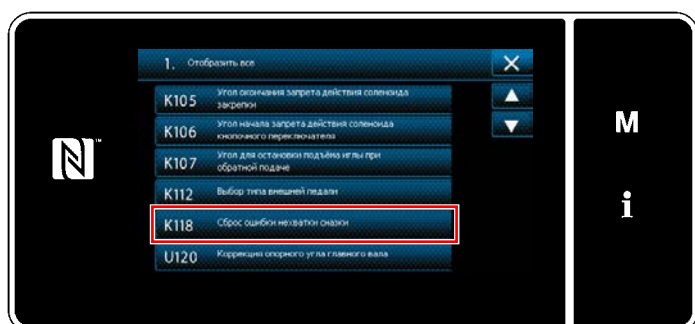 1. Отобразить все
K105 Угол окончания запрета действия соленоида
закрепки
K106 Угол начала запрета действия соленоида
кнопочного переключателя
K107 Угол для остановки подъёма иглы при
обратной подаче
K112 Выбор типа внешней педали
K118 Сброс ошибки нехватки смазки
U120 Коррекция опорного угла главного вала
M
i
N